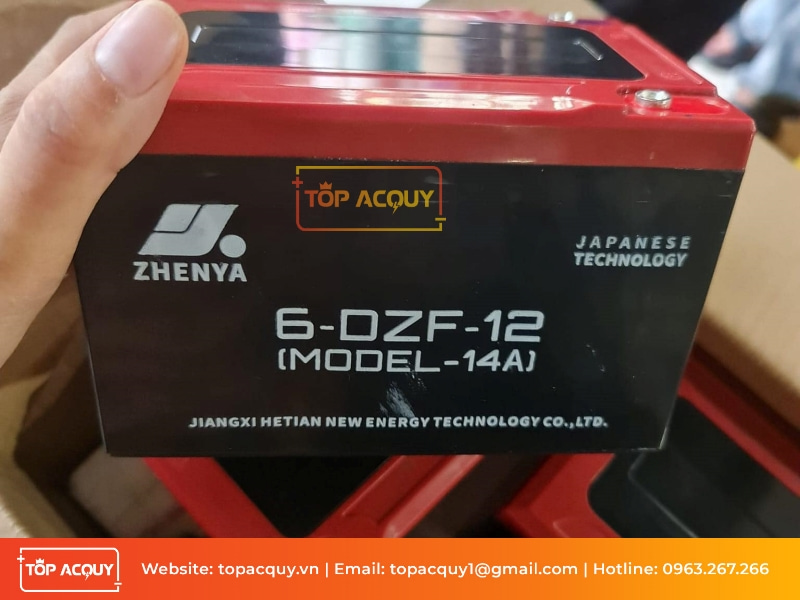 TOP ACQUY
ZHENYA
JAPANESE
TECHNOLOGY
6-DZF-12
(MODEL-14A)
JIANGXI HETIAN NEW ENERGY TECHNOLOGY CO.,LTD.
TOP ACQUY
Website: topacquy.vn | Email: topacquy1@gmail.com | Hotline: 0963.267.266